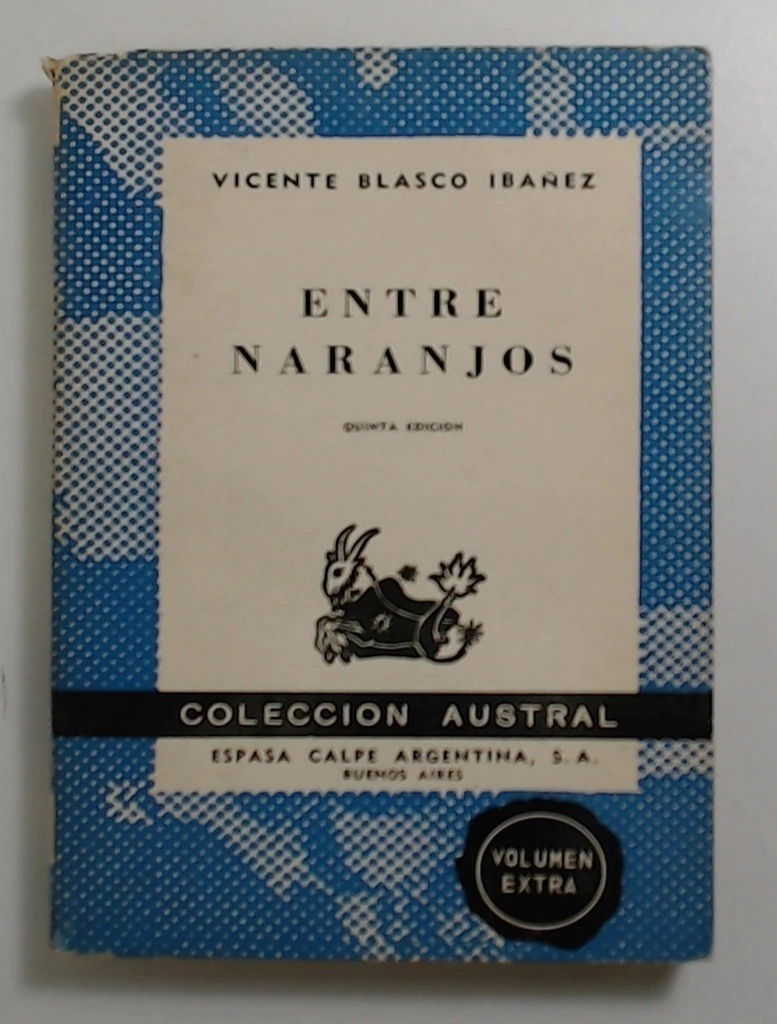 VICENTE BLASCO IBAÑEZ
ENTRE
NARANJOS
QUINTA EDICION
COLECCION AUSTRAL
ESPASA CALPE ARGENTINA, S. A.
BUENOS AIRES
VOLUMEN
EXTRA